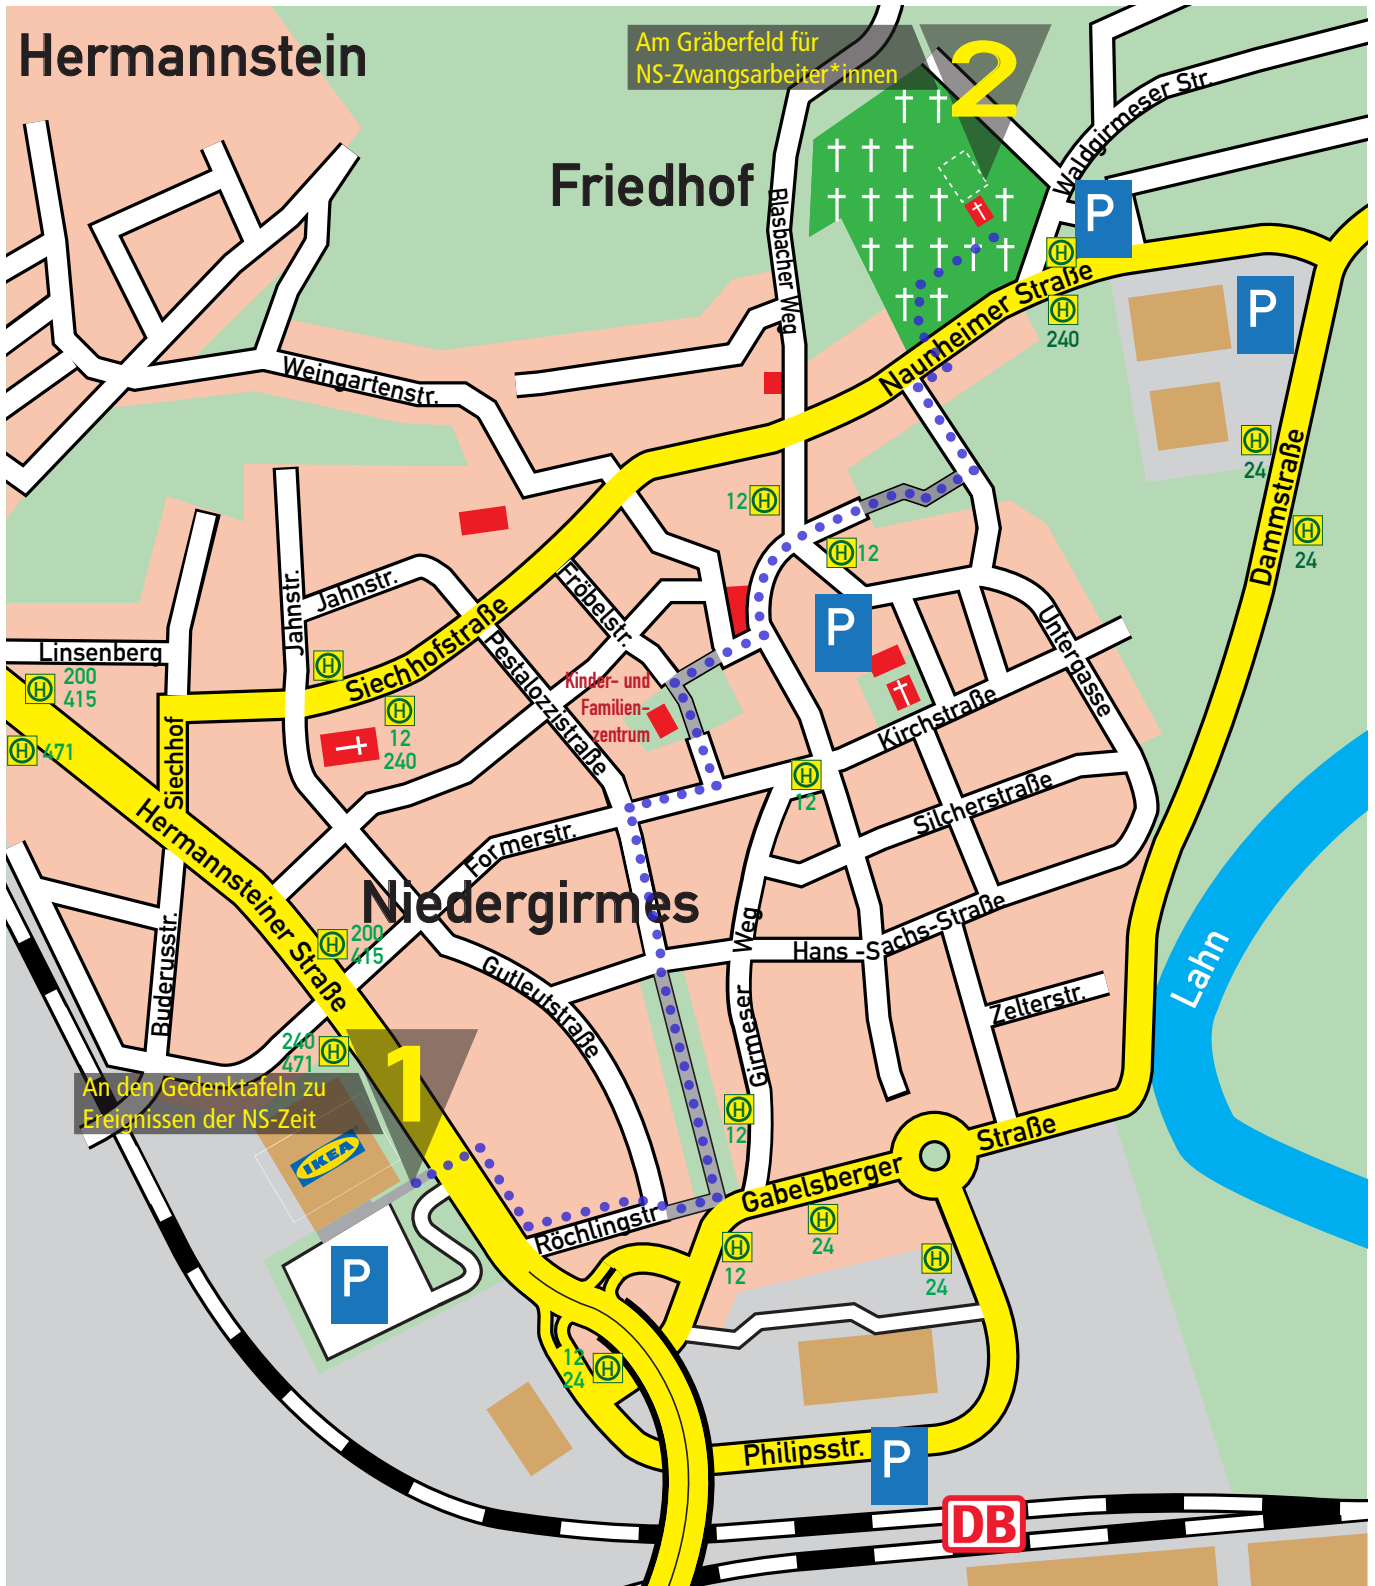 Hermannstein
Am Gräberfeld für
NS-Zwangsarbeiter*innen
2
Waldgirmeser Str.
P
Friedhof
Blasbacher Weg
H
Naunheimer Straße
H
240
P
Weingartenstr.
H
24
Dammstraße
H
24
12 H
H 12
Jahnstr.
Jahnstr.
Fröbelstr.
P
Untergasse
Linsenberg
200
415
H
H
Siechhofstraße
Pestalozzistraße
Kinder- und
Familien-
zentrum
Kirchstraße
H
12
240
H 471
Siechhof
H
12
Silcherstraße
Hermannsteiner Straße
Formerstr.
Niedergirmes
Hans-Sachs-Straße
Weg
Girmeser
H 200
415
Buderusstr.
Gutleutstraße
Zelterstr.
Lahn
240
471
H
1
An den Gedenktafeln zu
Ereignissen der NS-Zeit
H
12
IKEA
Straße
Gabelsberger
Röchlingstr.
H
24
H
12
H
24
P
12
24
H
Philipsstr.
P
DB